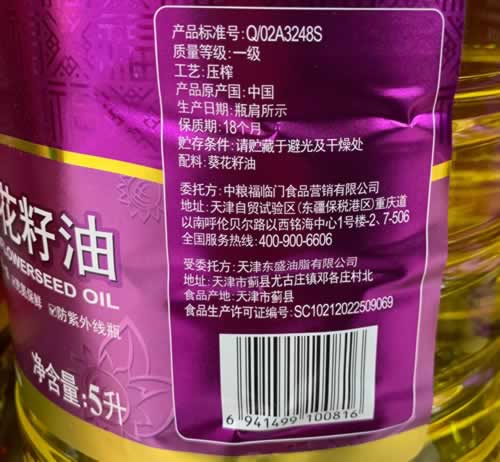 产品标准号:Q/02A3248S
质量等级:一级
工艺:压榨
产品原产国:中国
生产日期:瓶肩所示
保质期:18个月
贮存条件:请贮藏于避光及干燥处
配料:葵花籽油
委托方:中粮福临门食品营销有限公司
地址:天津自贸试验区(东疆保税港区)重庆道
以南呼伦贝尔路以西铭海中心1号楼-2、7-506
全国服务热线:400-900-6606
受委托方:天津东盛油脂有限公司
地址:天津市蓟县尤古庄镇邓各庄村北
食品产地:天津市蓟县
食品生产许可证编号:SC10212022509069
6 941499 100816
花籽油
OWERSEED OIL
保鲜 防紫外线瓶
净含量:5升